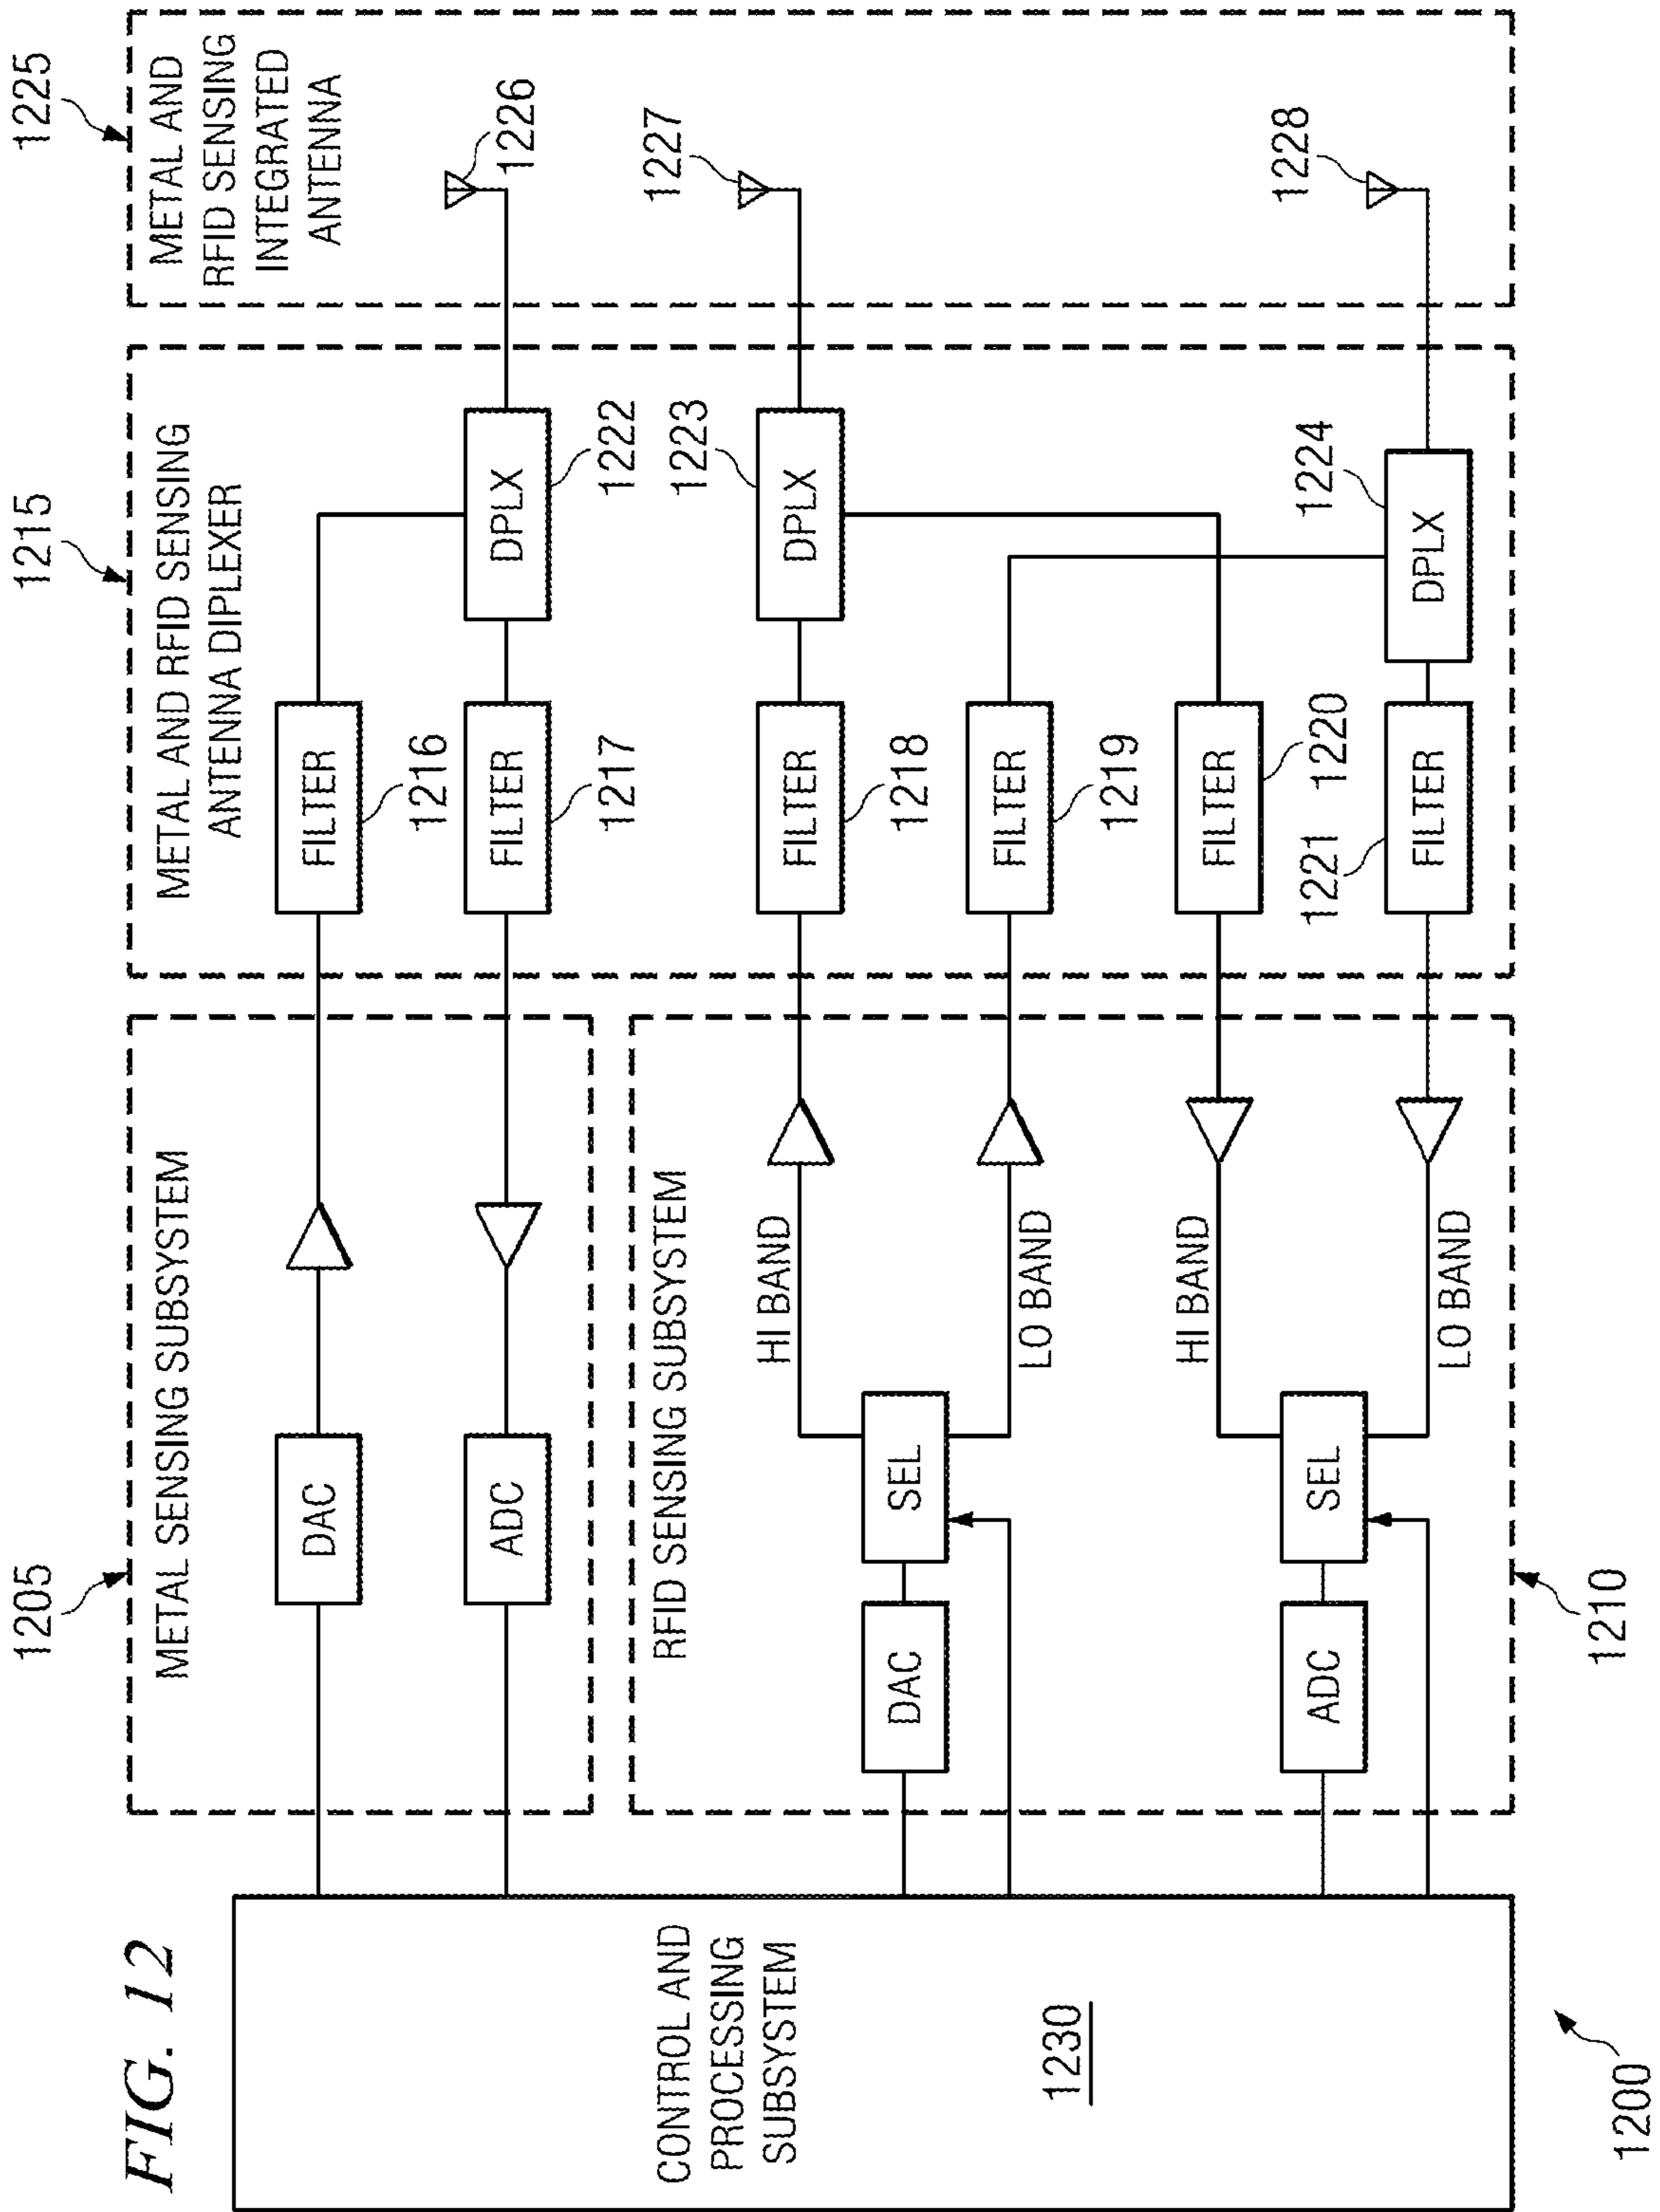 FIG. 12
1205
1215
1225
METAL SENSING SUBSYSTEM
DAC
ADC
RFID SENSING SUBSYSTEM
DAC
SEL
HI BAND
LO BAND
ADC
SEL
HI BAND
LO BAND
1210
METAL AND RFID SENSING
ANTENNA DIPLEXER
FILTER
1216
FILTER
1217
DPLX
1222
FILTER
1218
DPLX
1223
FILTER
1219
FILTER
1220
FILTER
1221
DPLX
1224
METAL AND
RFID SENSING
INTEGRATED
ANTENNA
1226
1227
1228
CONTROL AND
PROCESSING
SUBSYSTEM
1230
1200